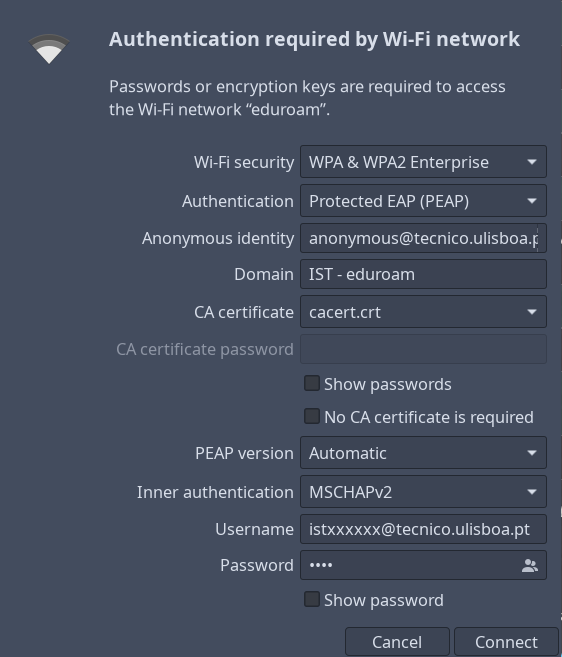 Authentication required by Wi-Fi network
Passwords or encryption keys are required to access
the Wi-Fi network “eduroam”.
Wi-Fi security WPA & WPA2 Enterprise
Authentication Protected EAP (PEAP)
Anonymous identity anonymous@tecnico.ulisboa.p
Domain IST - eduroam
CA certificate cacert.crt
CA certificate password
Show passwords
No CA certificate is required
PEAP version Automatic
Inner authentication MSCHAPv2
Username istxxxxxx@tecnico.ulisboa.pt
Password ••••
Show password
Cancel Connect